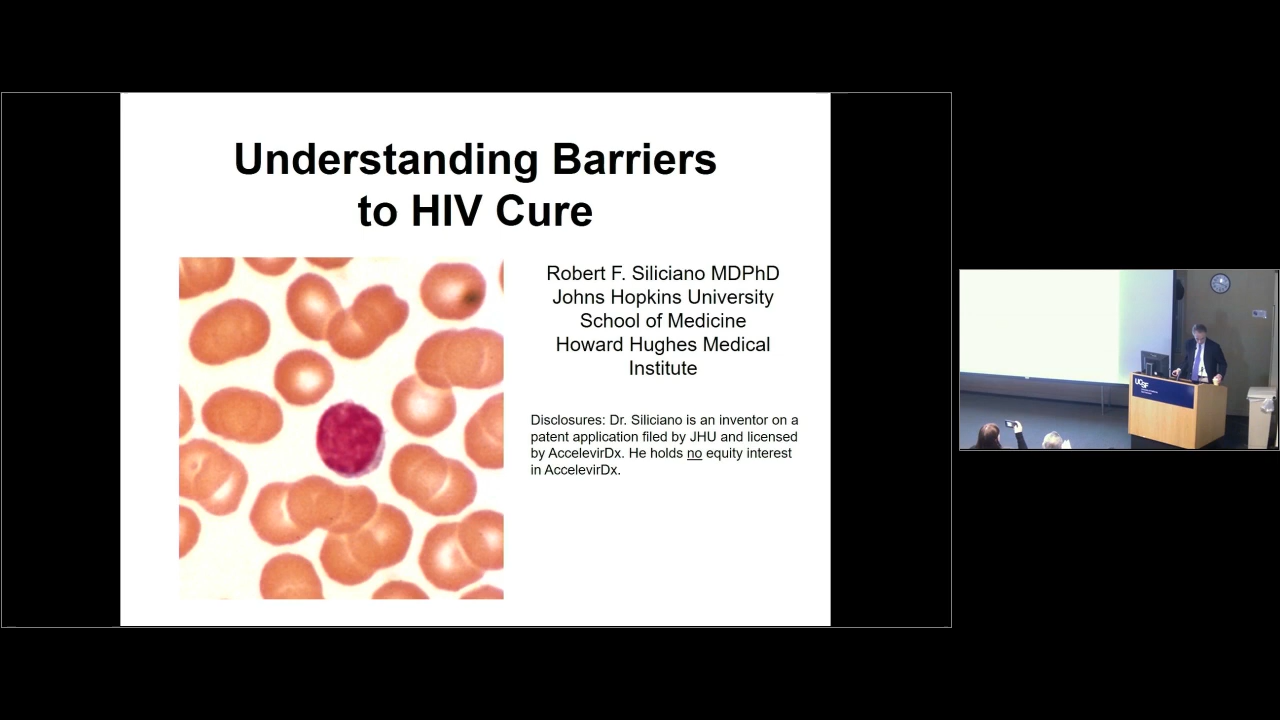 Understanding Barriers
to HIV Cure
Robert F. Siliciano MDPhD
Johns Hopkins University
School of Medicine
Howard Hughes Medical
Institute
Disclosures: Dr. Siliciano is an inventor on a
patent application filed by JHU and licensed
by AccelevirDx. He holds no equity interest
in AccelevirDx.
UCSF